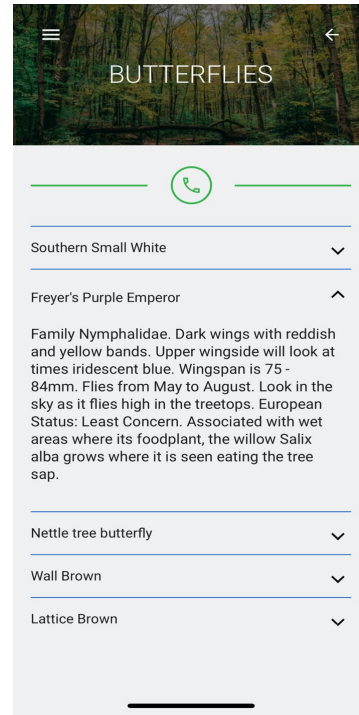 BUTTERFLIES
Southern Small White
Freyer's Purple Emperor
Family Nymphalidae. Dark wings with reddish
and yellow bands. Upper wingside will look at
times iridescent blue. Wingspan is 75 -
84mm. Flies from May to August. Look in the
sky as it flies high in the treetops. European
Status: Least Concern. Associated with wet
areas where its foodplant, the willow Salix
alba grows where it is seen eating the tree
sap.
Nettle tree butterfly
Wall Brown
Lattice Brown